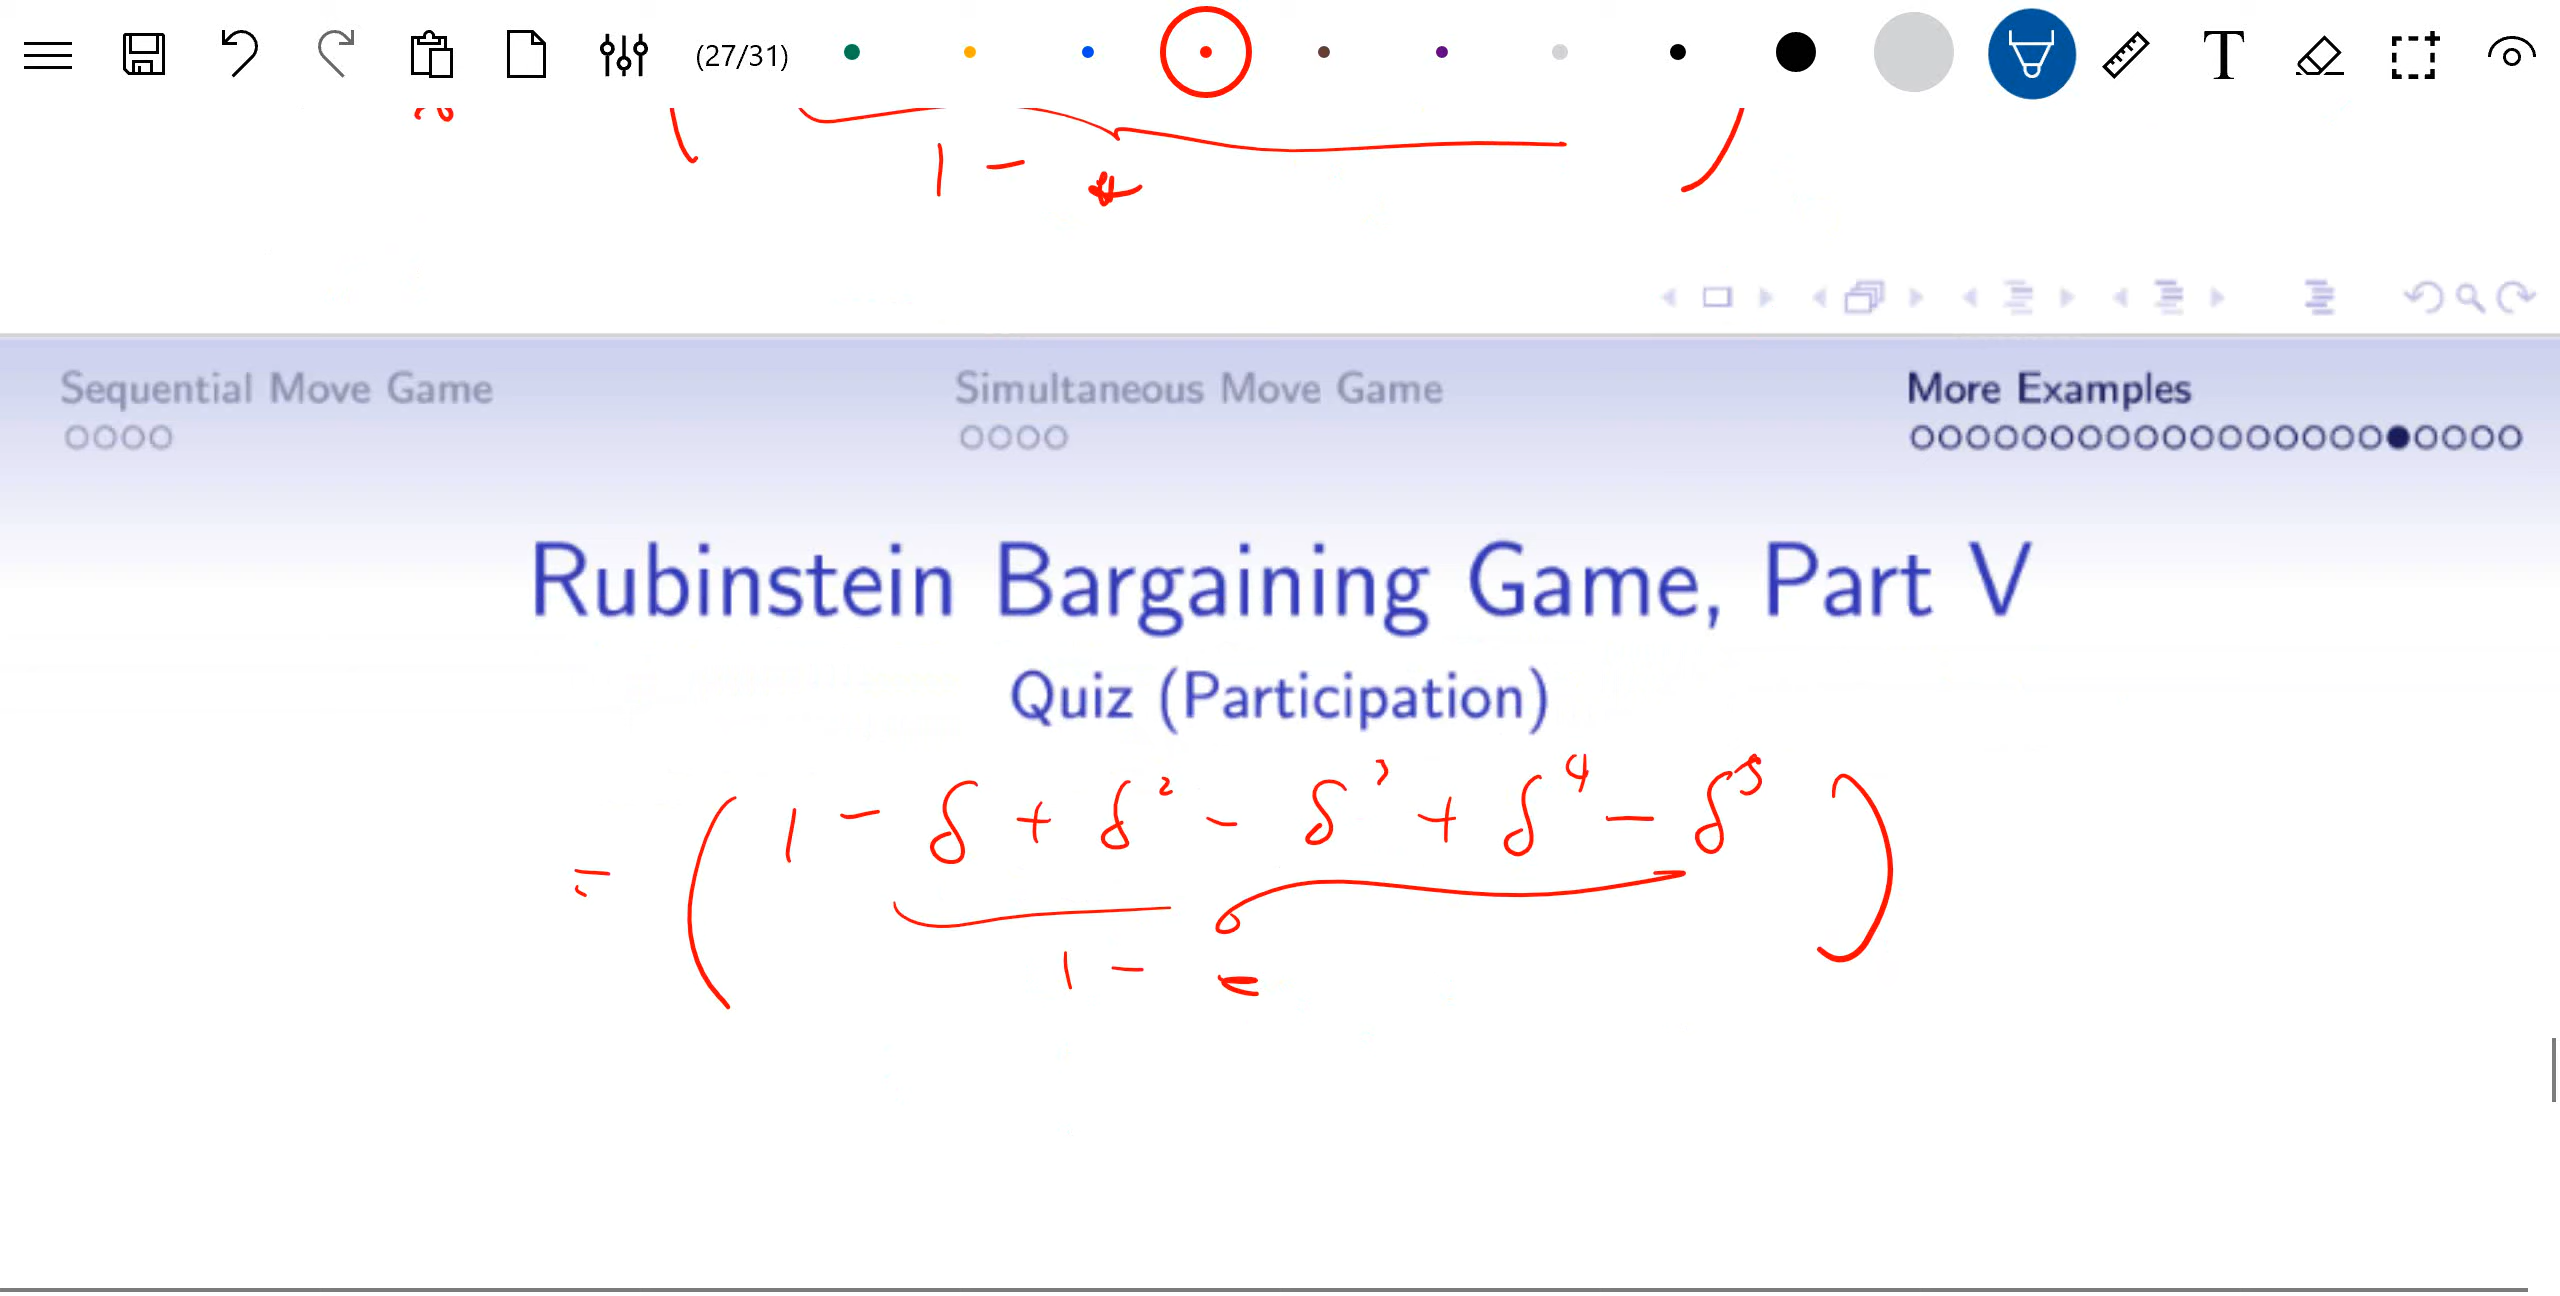 (27/31) T
1 -
Sequential Move Game Simultaneous Move Game More Examples
Rubinstein Bargaining Game, Part V
Quiz (Participation)
= ( 1 - δ + δ² - δ³ + δ⁴ - δ⁵ )
1 -